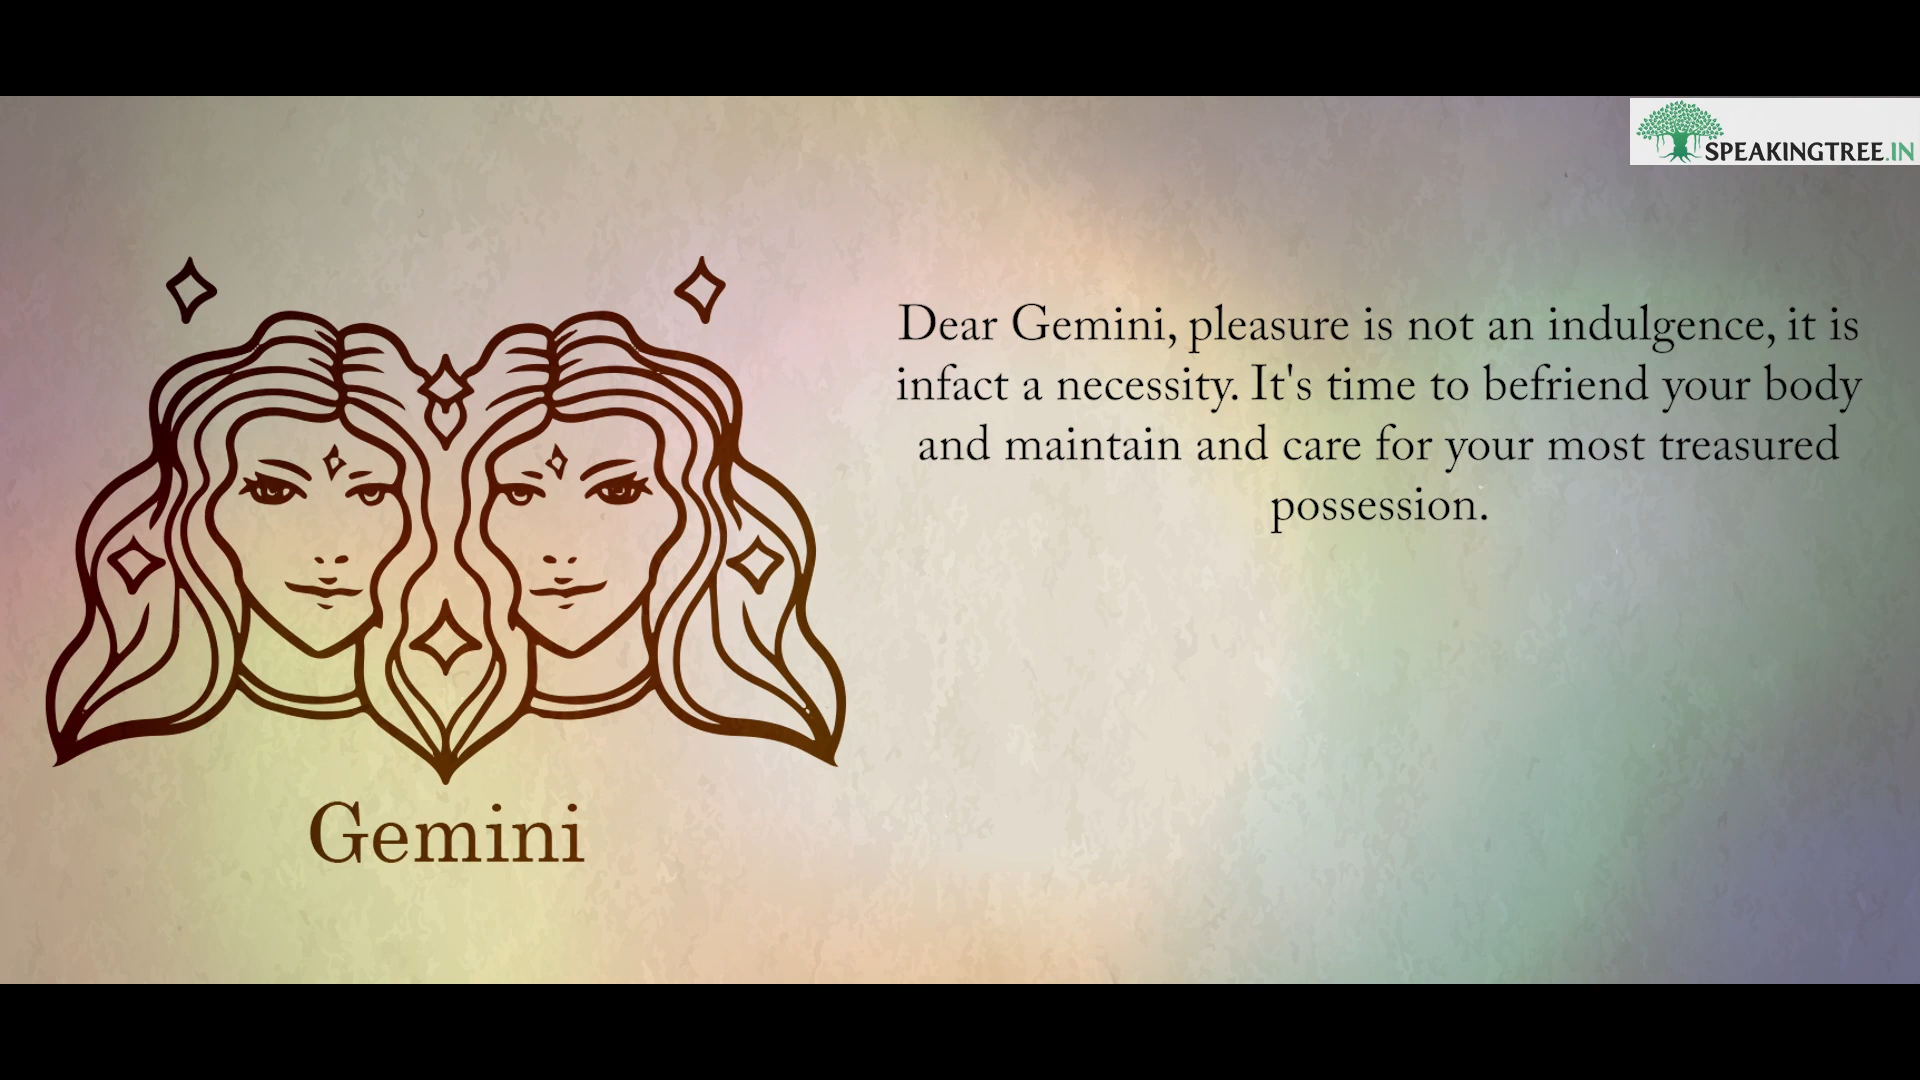 SPEAKINGTREE.IN
Dear Gemini, pleasure is not an indulgence, it is
infact a necessity. It's time to befriend your body
and maintain and care for your most treasured
possession.
Gemini